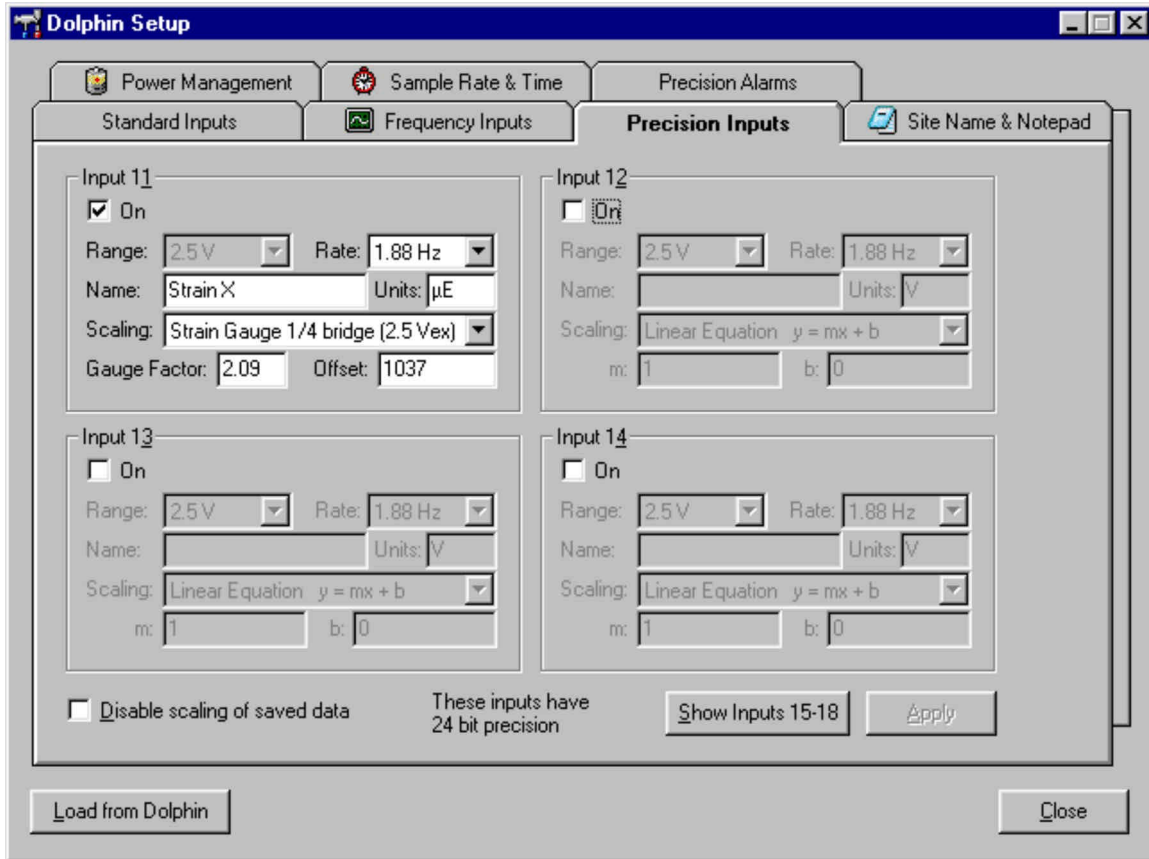 Dolphin Setup
Power Management
Sample Rate & Time
Precision Alarms
Standard Inputs
Frequency Inputs
Precision Inputs
Site Name & Notepad
Input 11
On
Range: 2.5 V Rate: 1.88 Hz
Name: Strain X Units: µE
Scaling: Strain Gauge 1/4 bridge (2.5 Vex)
Gauge Factor: 2.09 Offset: 1037
Input 12
On
Range: 2.5 V Rate: 1.88 Hz
Name: Units: V
Scaling: Linear Equation y = mx + b
m: 1 b: 0
Input 13
On
Range: 2.5 V Rate: 1.88 Hz
Name: Units: V
Scaling: Linear Equation y = mx + b
m: 1 b: 0
Input 14
On
Range: 2.5 V Rate: 1.88 Hz
Name: Units: V
Scaling: Linear Equation y = mx + b
m: 1 b: 0
Disable scaling of saved data
These inputs have
24 bit precision
Show Inputs 15-18
Apply
Load from Dolphin
Close